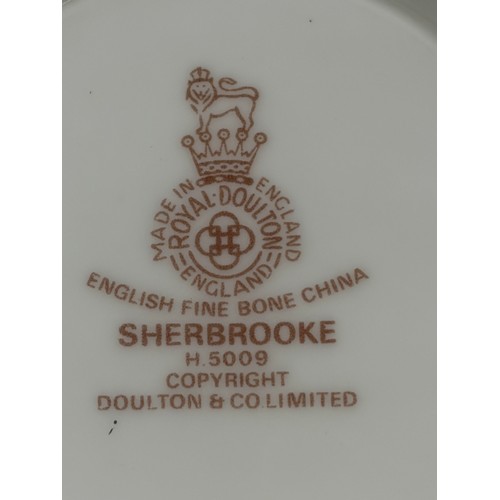 MADE IN ENGLAND
ROYAL·DOULTON
ENGLAND
ENGLISH FINE BONE CHINA
SHERBROOKE
H.5009
COPYRIGHT
DOULTON & CO.LIMITED